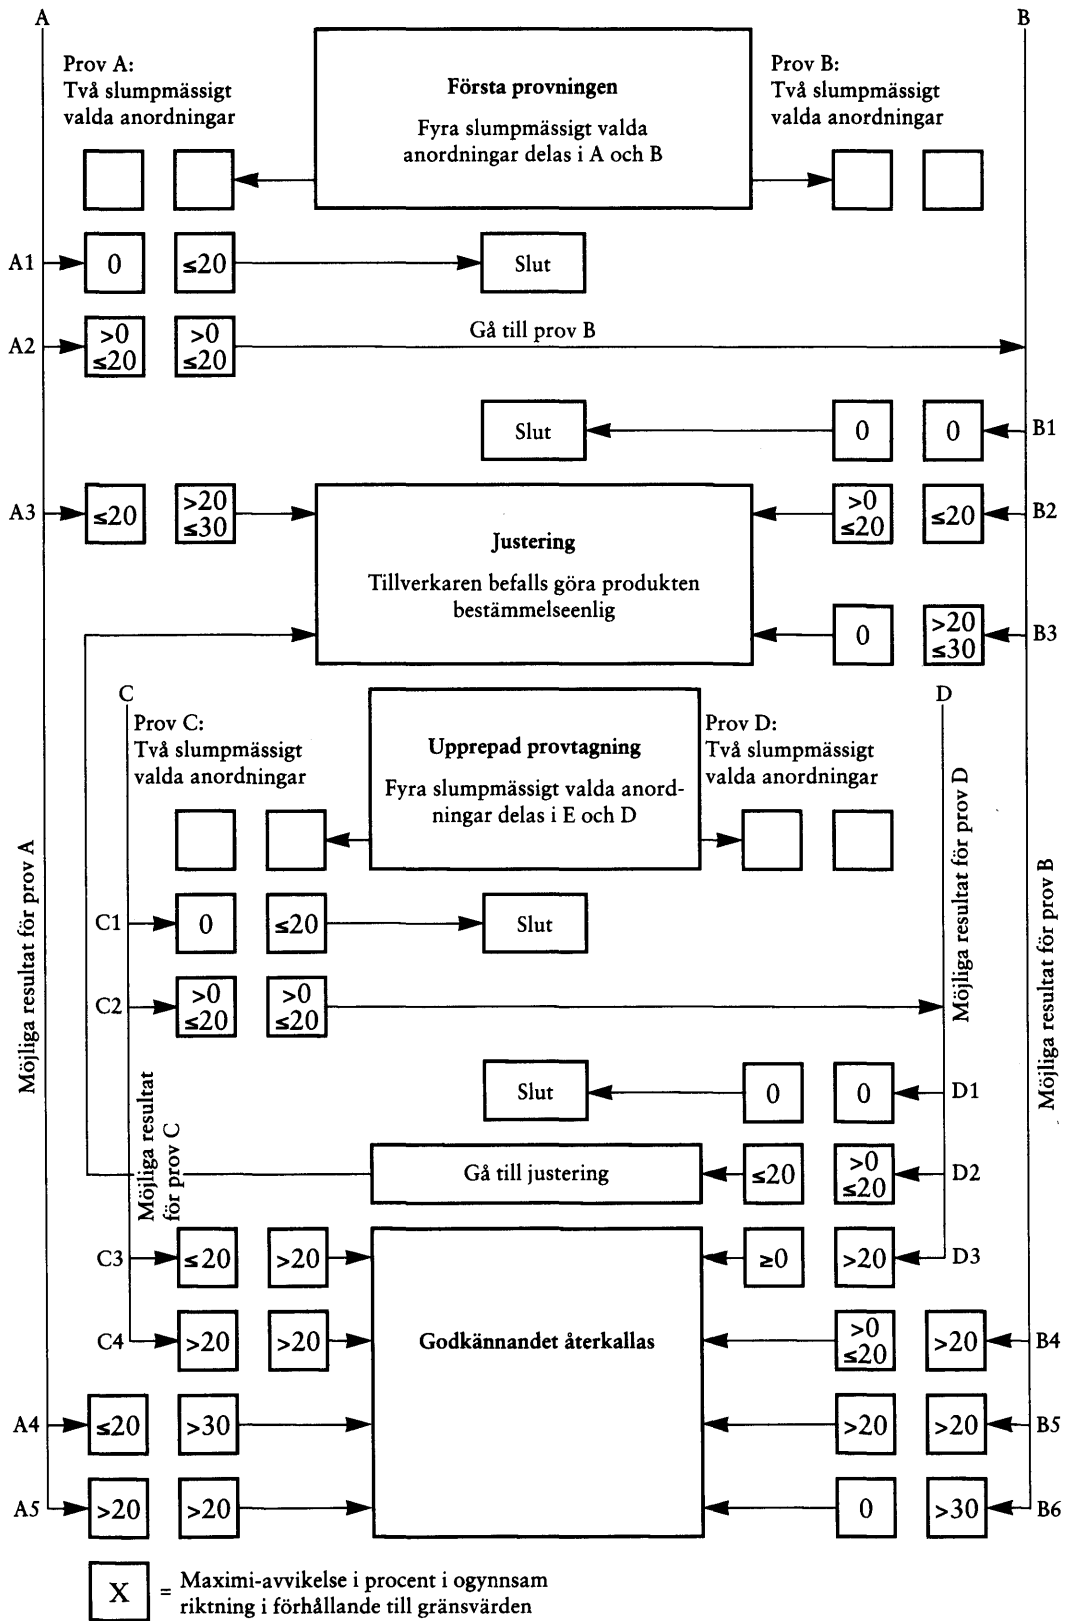 A
B
Prov A:
Två slumpmässigt
valda anordningar
Första provningen
Fyra slumpmässigt valda
anordningar delas i A och B
Prov B:
Två slumpmässigt
valda anordningar
A1
0
≤20
Slut
A2
>0
≤20
>0
≤20
Gå till prov B
Slut
0
0
B1
A3
≤20
>20
≤30
Justering
Tillverkaren befalls göra produkten
bestämmelseenlig
>0
≤20
≤20
B2
0
>20
≤30
B3
C
D
Prov C:
Två slumpmässigt
valda anordningar
Upprepad provtagning
Fyra slumpmässigt valda anord-
ningar delas i E och D
Prov D:
Två slumpmässigt
valda anordningar
Möjliga resultat för prov A
Möjliga resultat för prov D
Möjliga resultat för prov B
C1
0
≤20
Slut
C2
>0
≤20
>0
≤20
Möjliga resultat
för prov C
Slut
0
0
D1
Gå till justering
≤20
>0
≤20
D2
C3
≤20
>20
Godkännandet återkallas
≥0
>20
D3
C4
>20
>20
>0
≤20
>20
B4
A4
≤20
>30
>20
>20
B5
A5
>20
>20
0
>30
B6
X
= Maximi-avvikelse i procent i ogynnsam
riktning i förhållande till gränsvärden